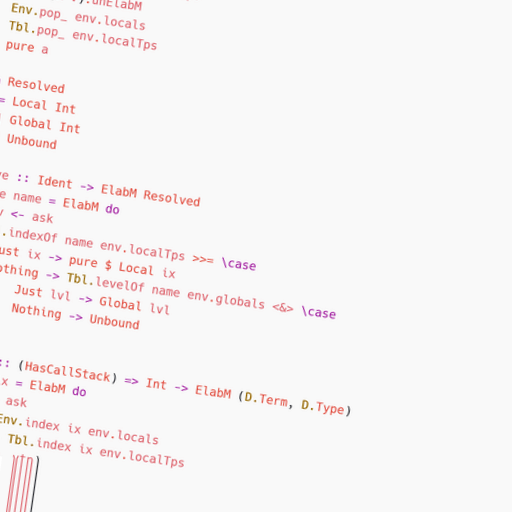 ).unElabM
Env.pop_ env.locals
Tbl.pop_ env.localTps
pure a
Resolved
= Local Int
Global Int
Unbound
:: Ident -> ElabM Resolved
name = ElabM do
<- ask
.indexOf name env.localTps >>= \case
ix -> pure $ Local ix
-> Tbl.levelOf name env.globals <&> \case
Just lvl -> Global lvl
Nothing -> Unbound
:: (HasCallStack) => Int -> ElabM (D.Term, D.Type)
= ElabM do
ask
Env.index ix env.locals
Tbl.index ix env.localTps